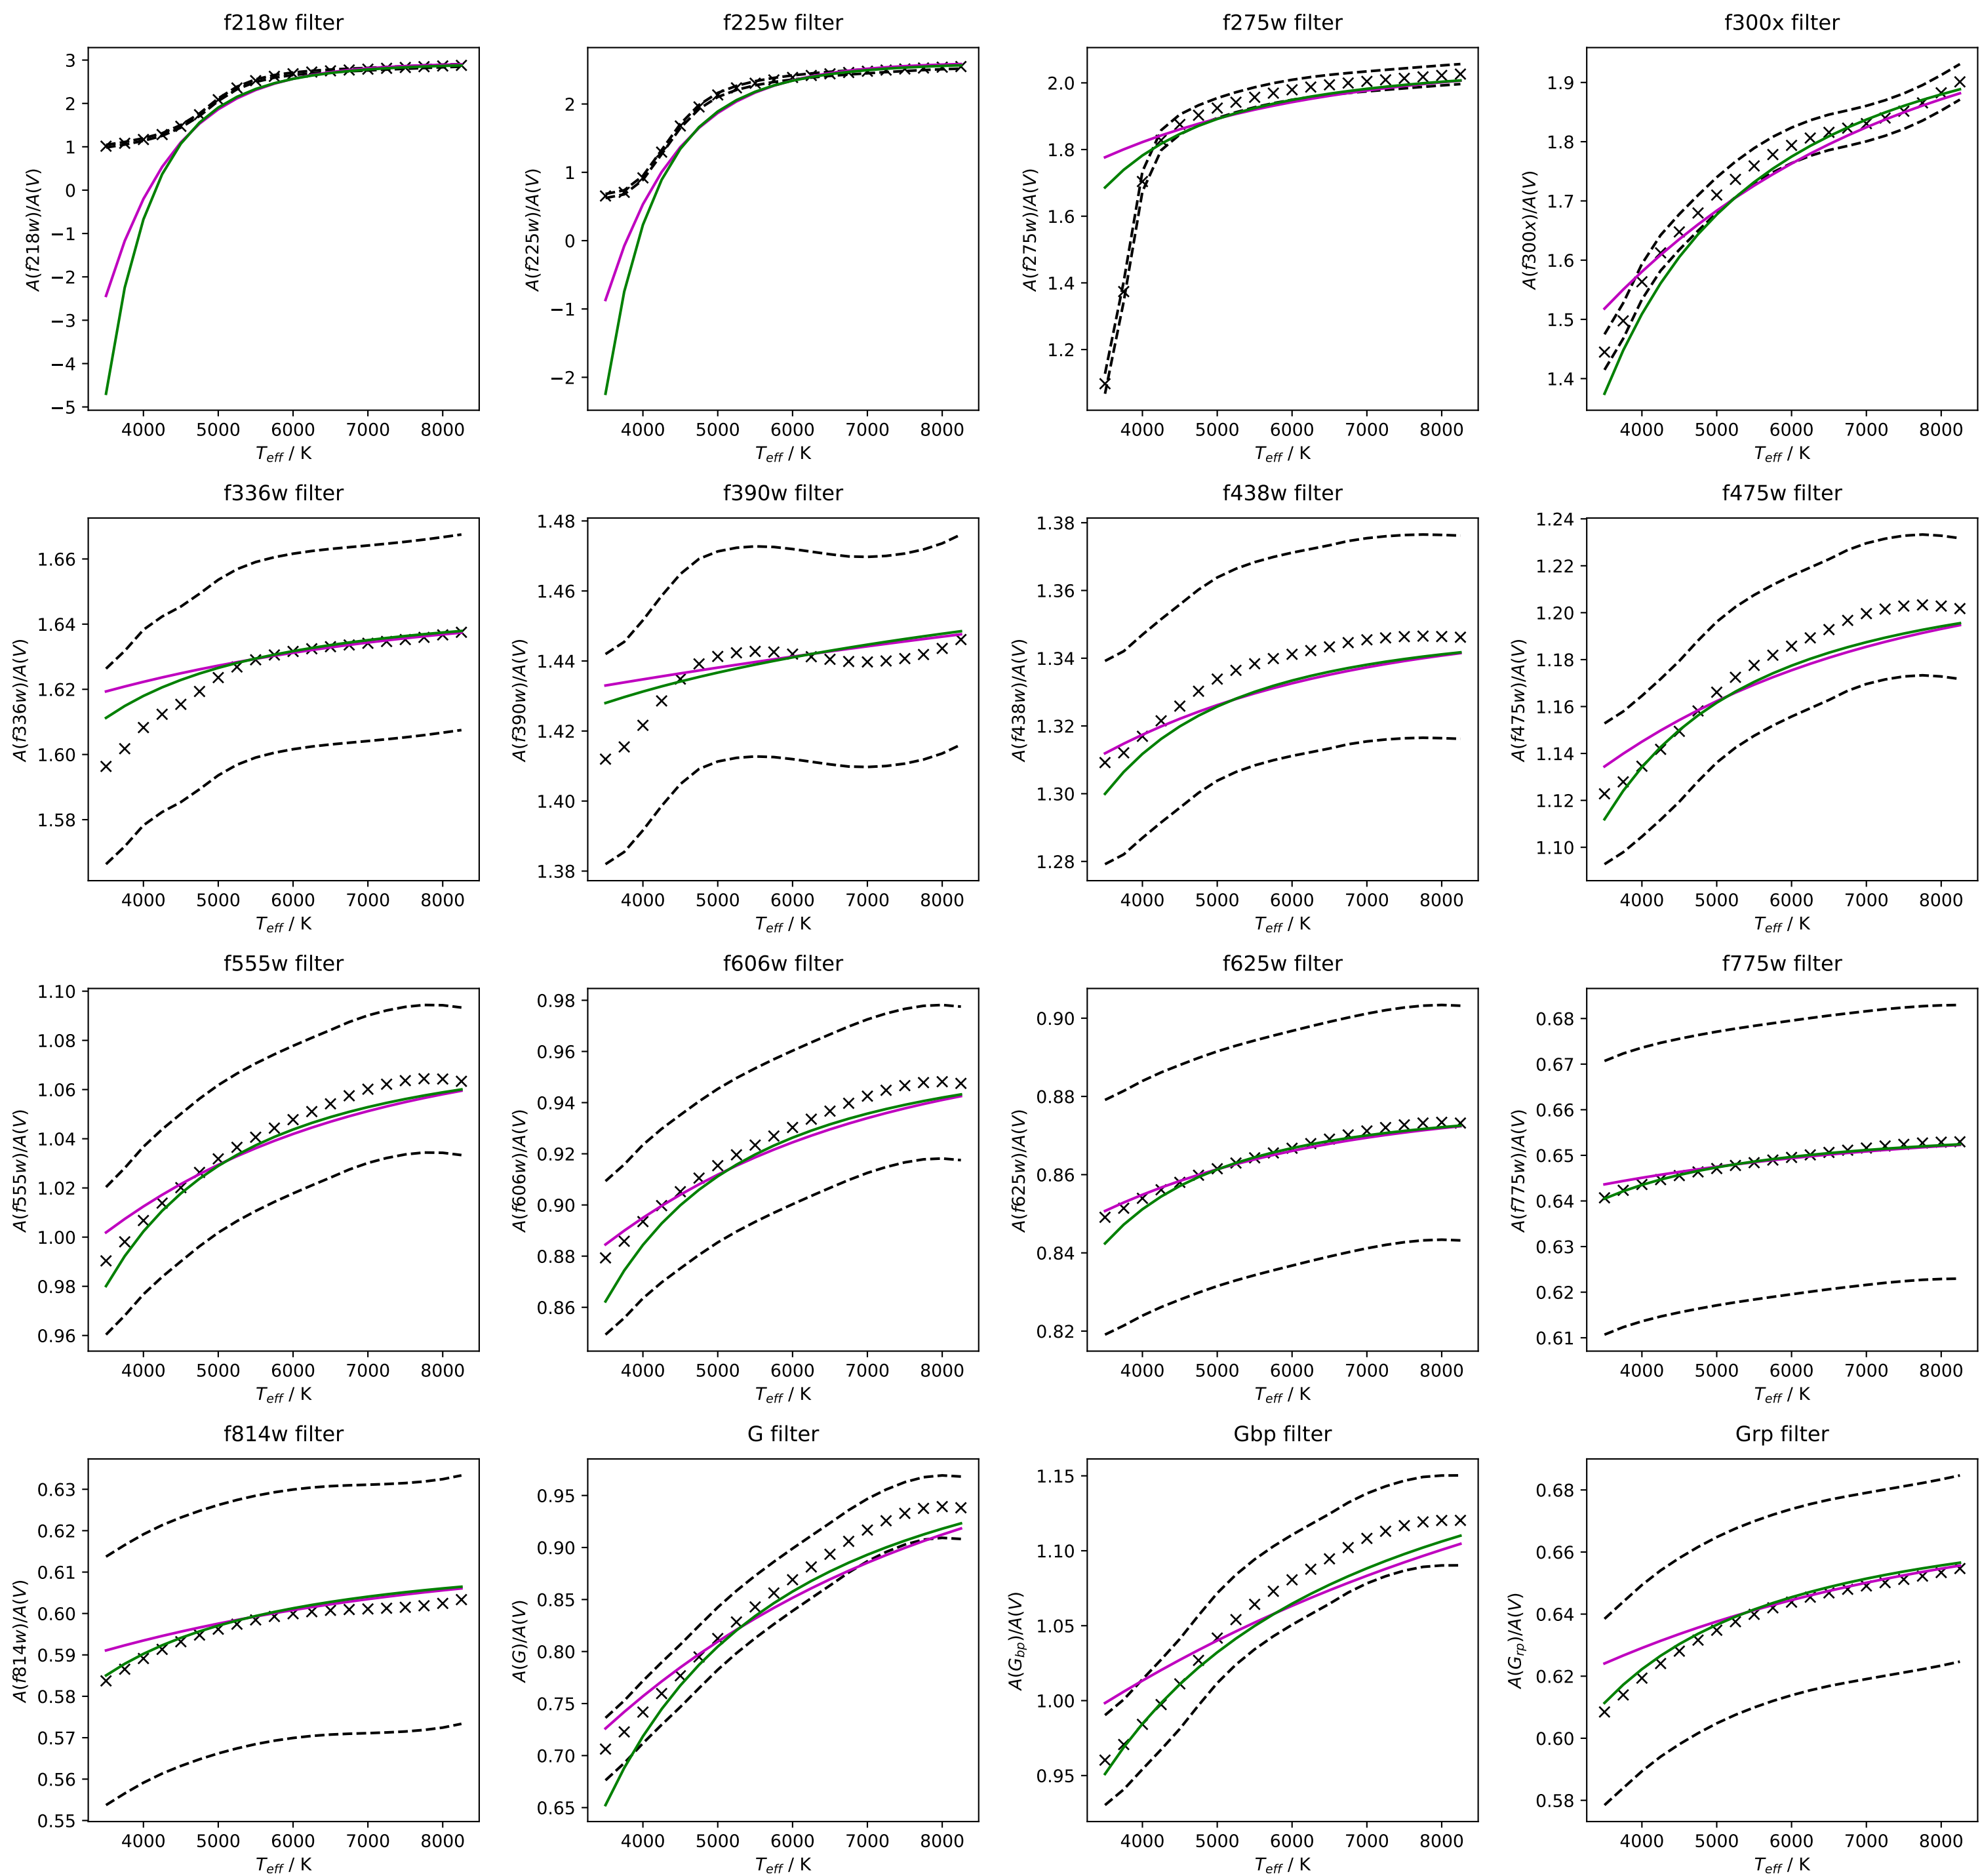 f218w filter
3
2
1
0
−1
−2
−3
−4
−5
A(f218w)/A(V)
4000 5000 6000 7000 8000
T_eff / K
f225w filter
2
1
0
−1
−2
A(f225w)/A(V)
4000 5000 6000 7000 8000
T_eff / K
f275w filter
2.0
1.8
1.6
1.4
1.2
A(f275w)/A(V)
4000 5000 6000 7000 8000
T_eff / K
f300x filter
1.9
1.8
1.7
1.6
1.5
1.4
A(f300x)/A(V)
4000 5000 6000 7000 8000
T_eff / K
f336w filter
1.66
1.64
1.62
1.60
1.58
A(f336w)/A(V)
4000 5000 6000 7000 8000
T_eff / K
f390w filter
1.48
1.46
1.44
1.42
1.40
1.38
A(f390w)/A(V)
4000 5000 6000 7000 8000
T_eff / K
f438w filter
1.38
1.36
1.34
1.32
1.30
1.28
A(f438w)/A(V)
4000 5000 6000 7000 8000
T_eff / K
f475w filter
1.24
1.22
1.20
1.18
1.16
1.14
1.12
1.10
A(f475w)/A(V)
4000 5000 6000 7000 8000
T_eff / K
f555w filter
1.10
1.08
1.06
1.04
1.02
1.00
0.98
0.96
A(f555w)/A(V)
4000 5000 6000 7000 8000
T_eff / K
f606w filter
0.98
0.96
0.94
0.92
0.90
0.88
0.86
A(f606w)/A(V)
4000 5000 6000 7000 8000
T_eff / K
f625w filter
0.90
0.88
0.86
0.84
0.82
A(f625w)/A(V)
4000 5000 6000 7000 8000
T_eff / K
f775w filter
0.68
0.67
0.66
0.65
0.64
0.63
0.62
0.61
A(f775w)/A(V)
4000 5000 6000 7000 8000
T_eff / K
f814w filter
0.63
0.62
0.61
0.60
0.59
0.58
0.57
0.56
0.55
A(f814w)/A(V)
4000 5000 6000 7000 8000
T_eff / K
G filter
0.95
0.90
0.85
0.80
0.75
0.70
0.65
A(G)/A(V)
4000 5000 6000 7000 8000
T_eff / K
Gbp filter
1.15
1.10
1.05
1.00
0.95
A(G_bp)/A(V)
4000 5000 6000 7000 8000
T_eff / K
Grp filter
0.68
0.66
0.64
0.62
0.60
0.58
A(G_rp)/A(V)
4000 5000 6000 7000 8000
T_eff / K